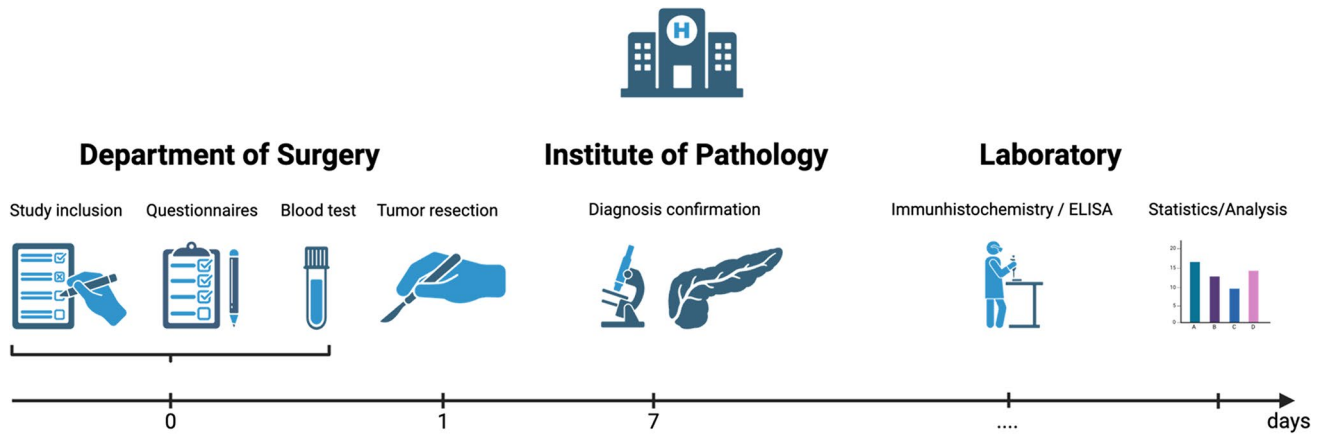 H
Department of Surgery
Institute of Pathology
Laboratory
Study inclusion
Questionnaires
Blood test
Tumor resection
Diagnosis confirmation
Immunhistochemistry / ELISA
Statistics/Analysis
20
15
10
5
0
A B C D
0 1 7 .... days